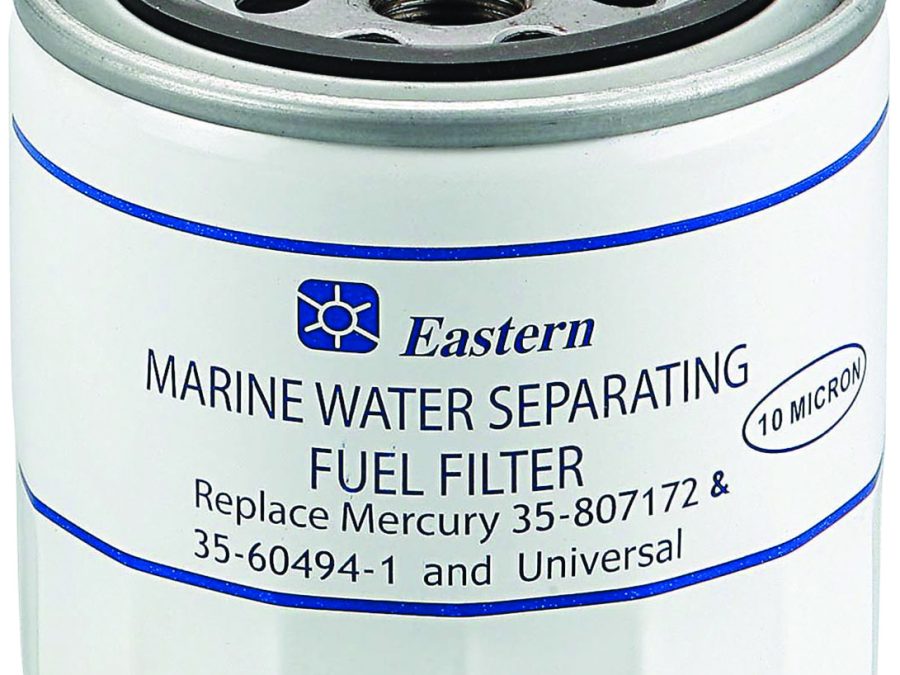 Eastern
MARINE WATER SEPARATING
10 MICRON
FUEL FILTER
Replace Mercury 35-807172 &
35-60494-1 and Universal